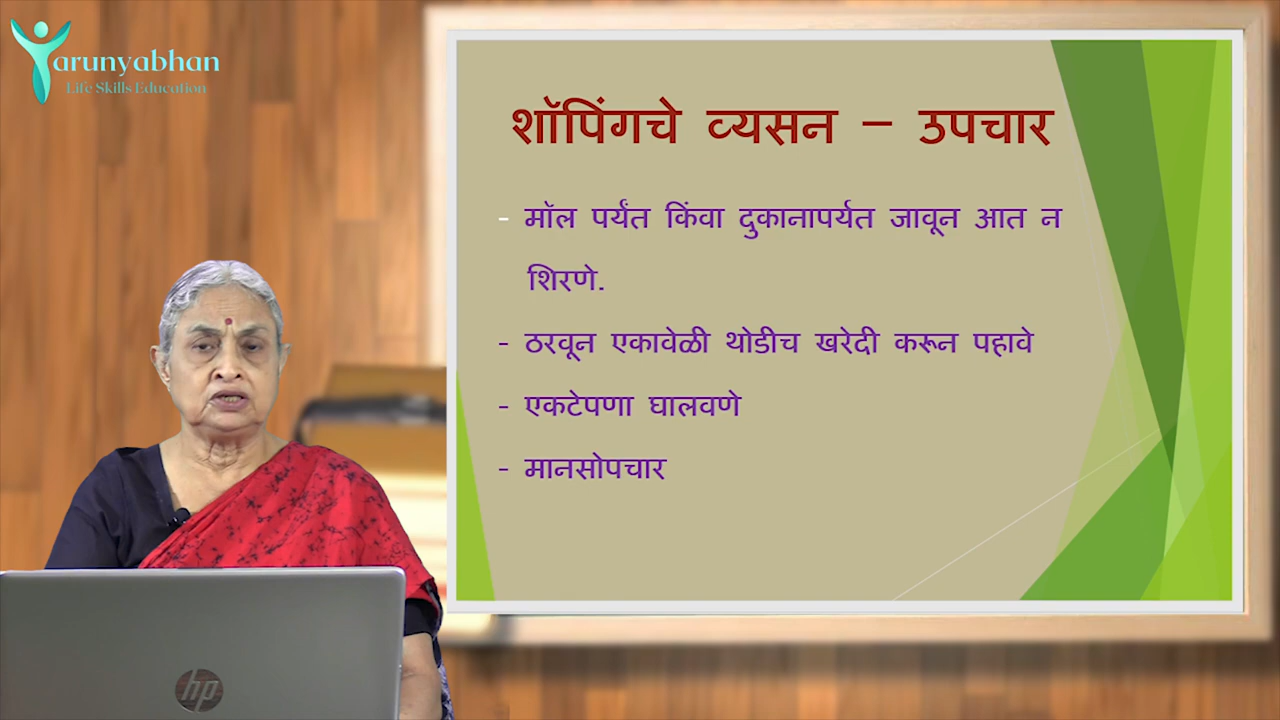 Tarunyabhan
Life Skills Education
शॉपिंगचे व्यसन – उपचार
- मॉल पर्यंत किंवा दुकानापर्यत जावून आत न
शिरणे.
- ठरवून एकावेळी थोडीच खरेदी करून पहावे
- एकटेपणा घालवणे
- मानसोपचार
hp